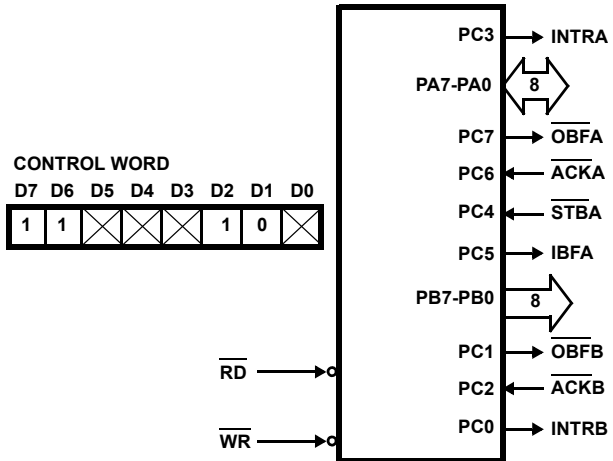 PC3 INTRA
PA7-PA0 8
PC7 OBFA
CONTROL WORD
PC6 ACKA
D7 D6 D5 D4 D3 D2 D1 D0
PC4 STBA
1 1 1 0
PC5 IBFA
PB7-PB0 8
PC1 OBFB
RD
PC2 ACKB
PC0 INTRB
WR